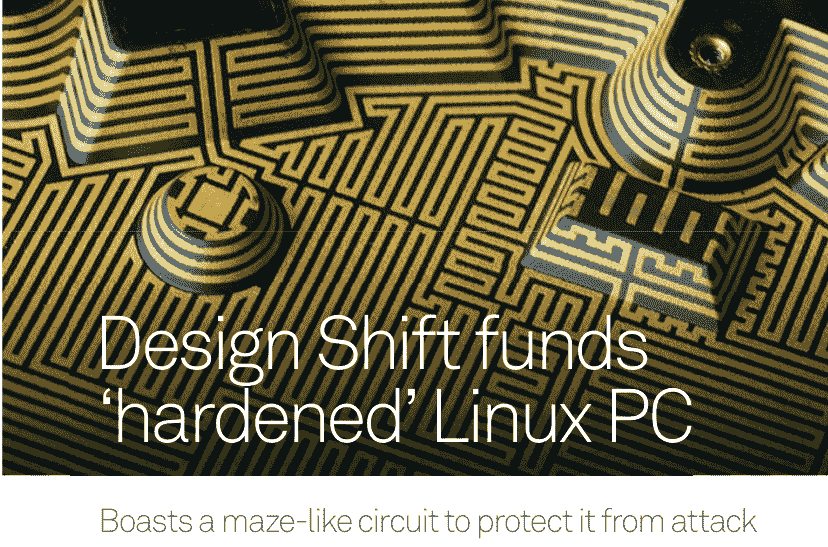 Design Shift funds
‘hardened’ Linux PC
Boasts a maze-like circuit to protect it from attack